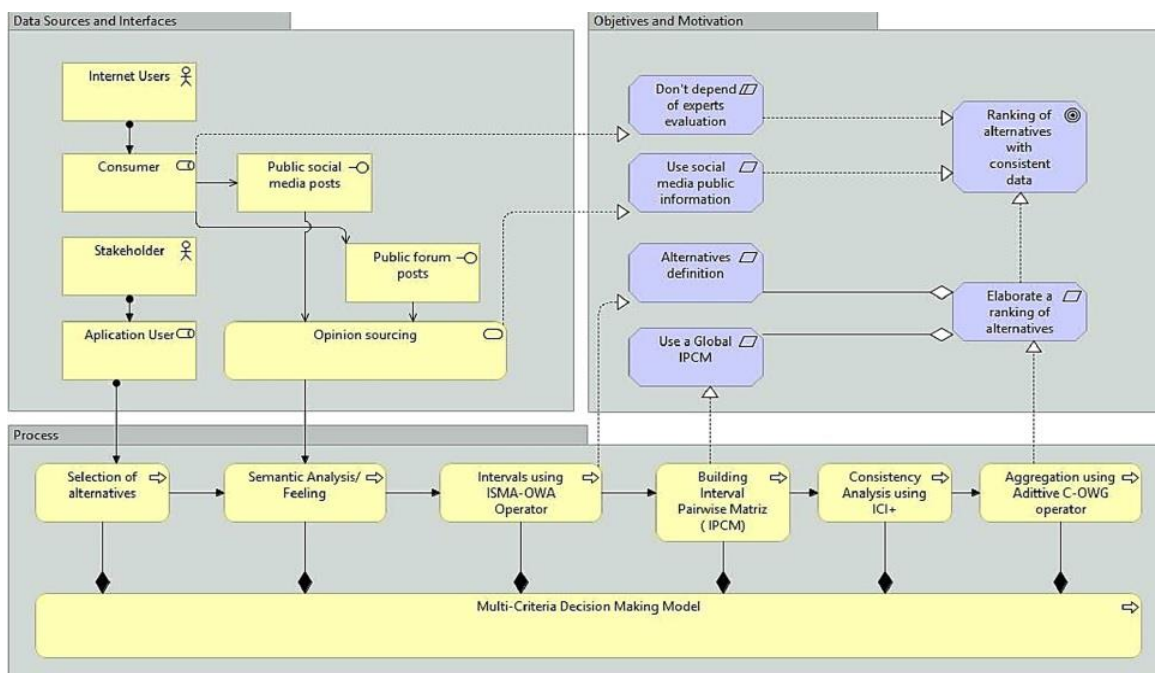 Data Sources and Interfaces
Internet Users
Consumer
Public social
media posts
Stakeholder
Public forum
posts
Aplication User
Opinion sourcing
Objetives and Motivation
Don't depend
of experts
evaluation
Ranking of
alternatives
with
consistent
data
Use social
media public
information
Alternatives
definition
Elaborate a
ranking of
alternatives
Use a Global
IPCM
Process
Selection of
alternatives
Semantic Analysis/
Feeling
Intervals using
ISMA-OWA
Operator
Building
Interval
Pairwise Matriz
( IPCM)
Consistency
Analysis using
ICI+
Aggregation using
Adittive C-OWG
operator
Multi-Criteria Decision Making Model